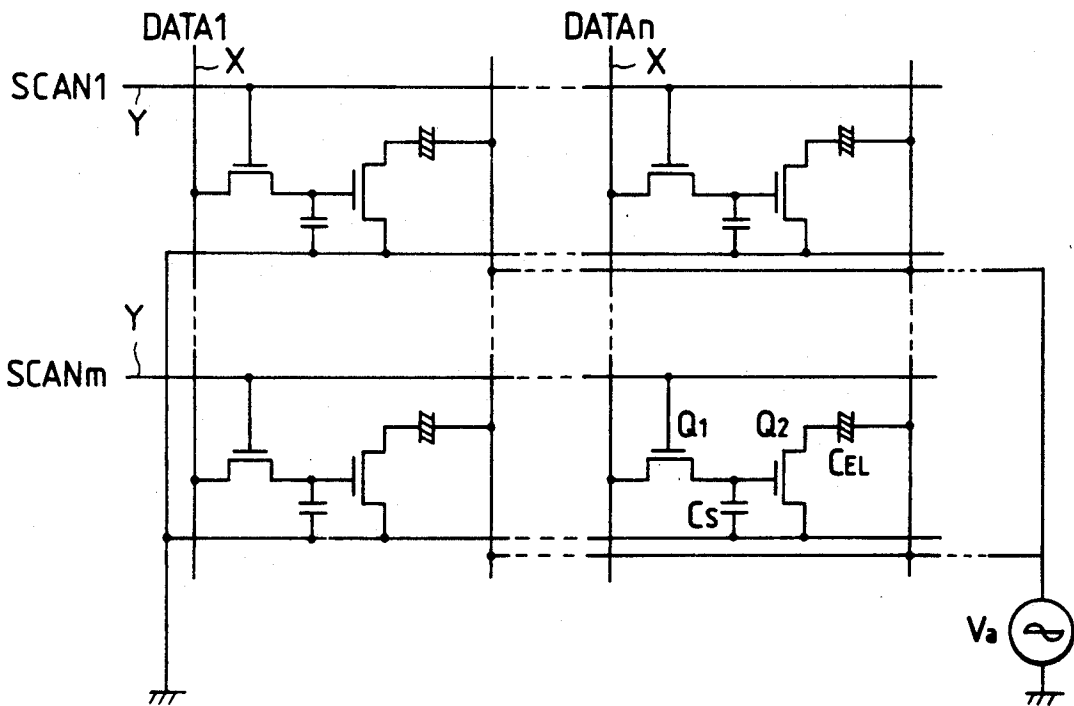 DATA1
DATAn
X
X
SCAN1
Y
Y
SCANm
Q1
Q2
CEL
Cs
Va